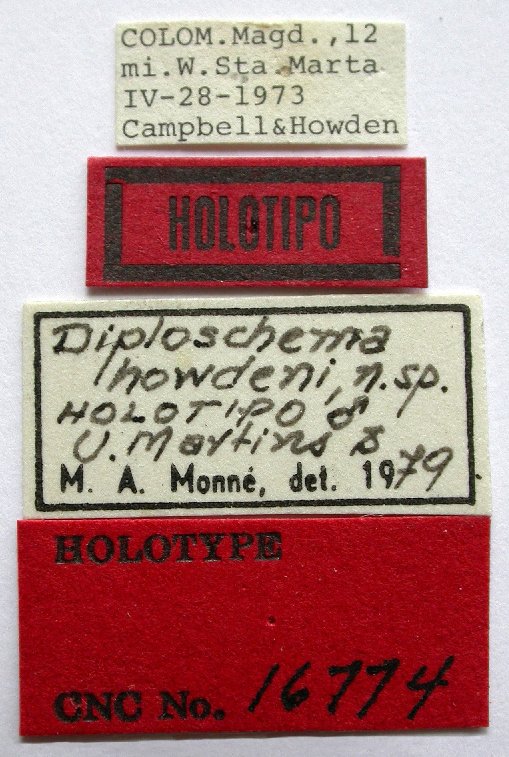 COLOM.Magd.,12
mi.W.Sta.Marta
IV-28-1973
Campbell&Howden
HOLOTIPO
Diploschema
howdeni, n.sp.
HOLOTIPO ♂
U. Martins &
M. A. Monné, det. 1979
HOLOTYPE
CNC No. 16774